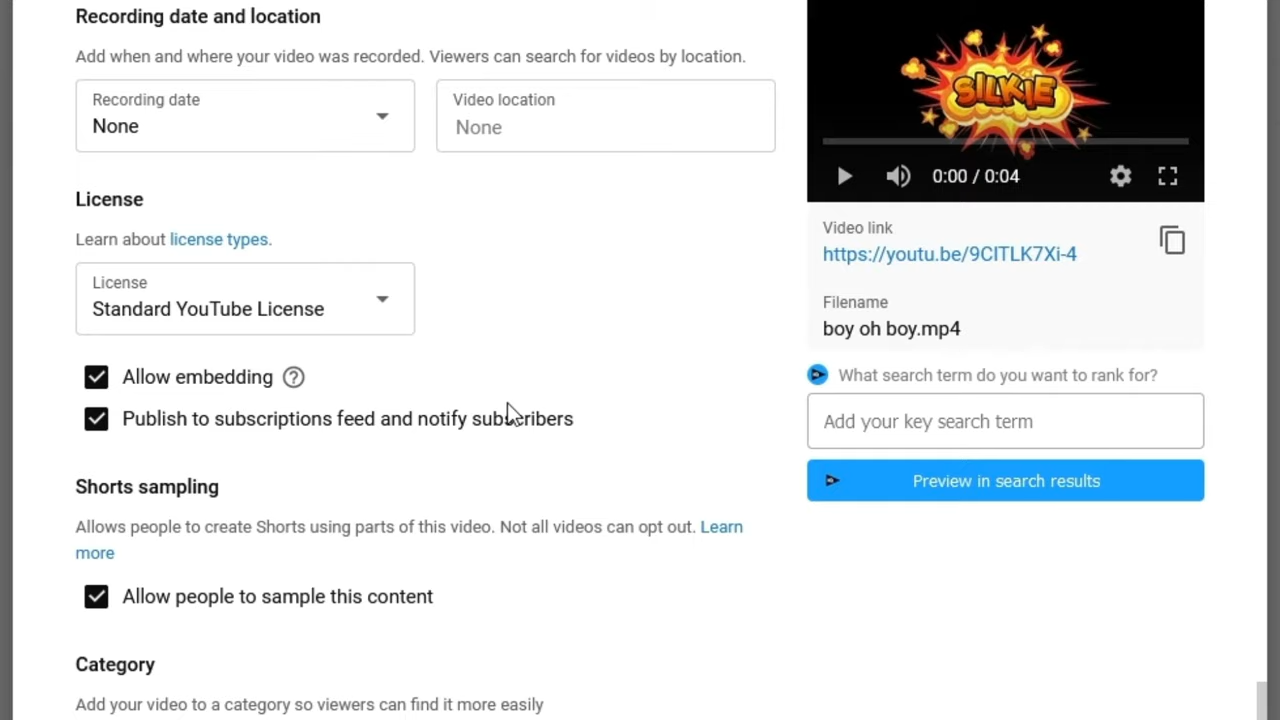 Recording date and location
Add when and where your video was recorded. Viewers can search for videos by location.
Recording date
None
Video location
None
License
Learn about license types.
License
Standard YouTube License
Allow embedding
Publish to subscriptions feed and notify subscribers
Shorts sampling
Allows people to create Shorts using parts of this video. Not all videos can opt out. Learn
more
Allow people to sample this content
Category
Add your video to a category so viewers can find it more easily
SILKIE
0:00 / 0:04
Video link
https://youtu.be/9CITLK7Xi-4
Filename
boy oh boy.mp4
What search term do you want to rank for?
Add your key search term
Preview in search results